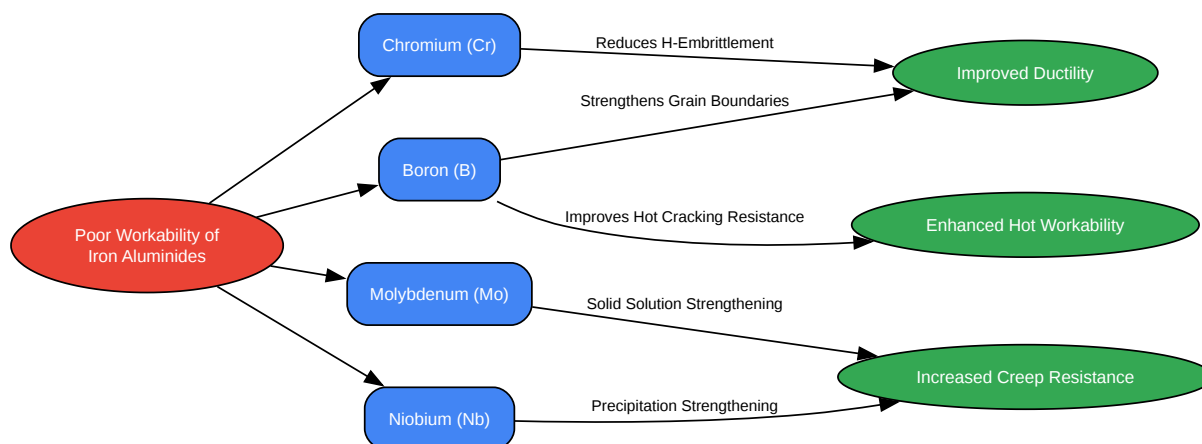 Chromium (Cr)
Reduces H-Embrittlement
Improved Ductility
Strengthens Grain Boundaries
Boron (B)
Poor Workability of
Iron Aluminides
Improves Hot Cracking Resistance
Enhanced Hot Workability
Molybdenum (Mo)
Solid Solution Strengthening
Increased Creep Resistance
Niobium (Nb)
Precipitation Strengthening